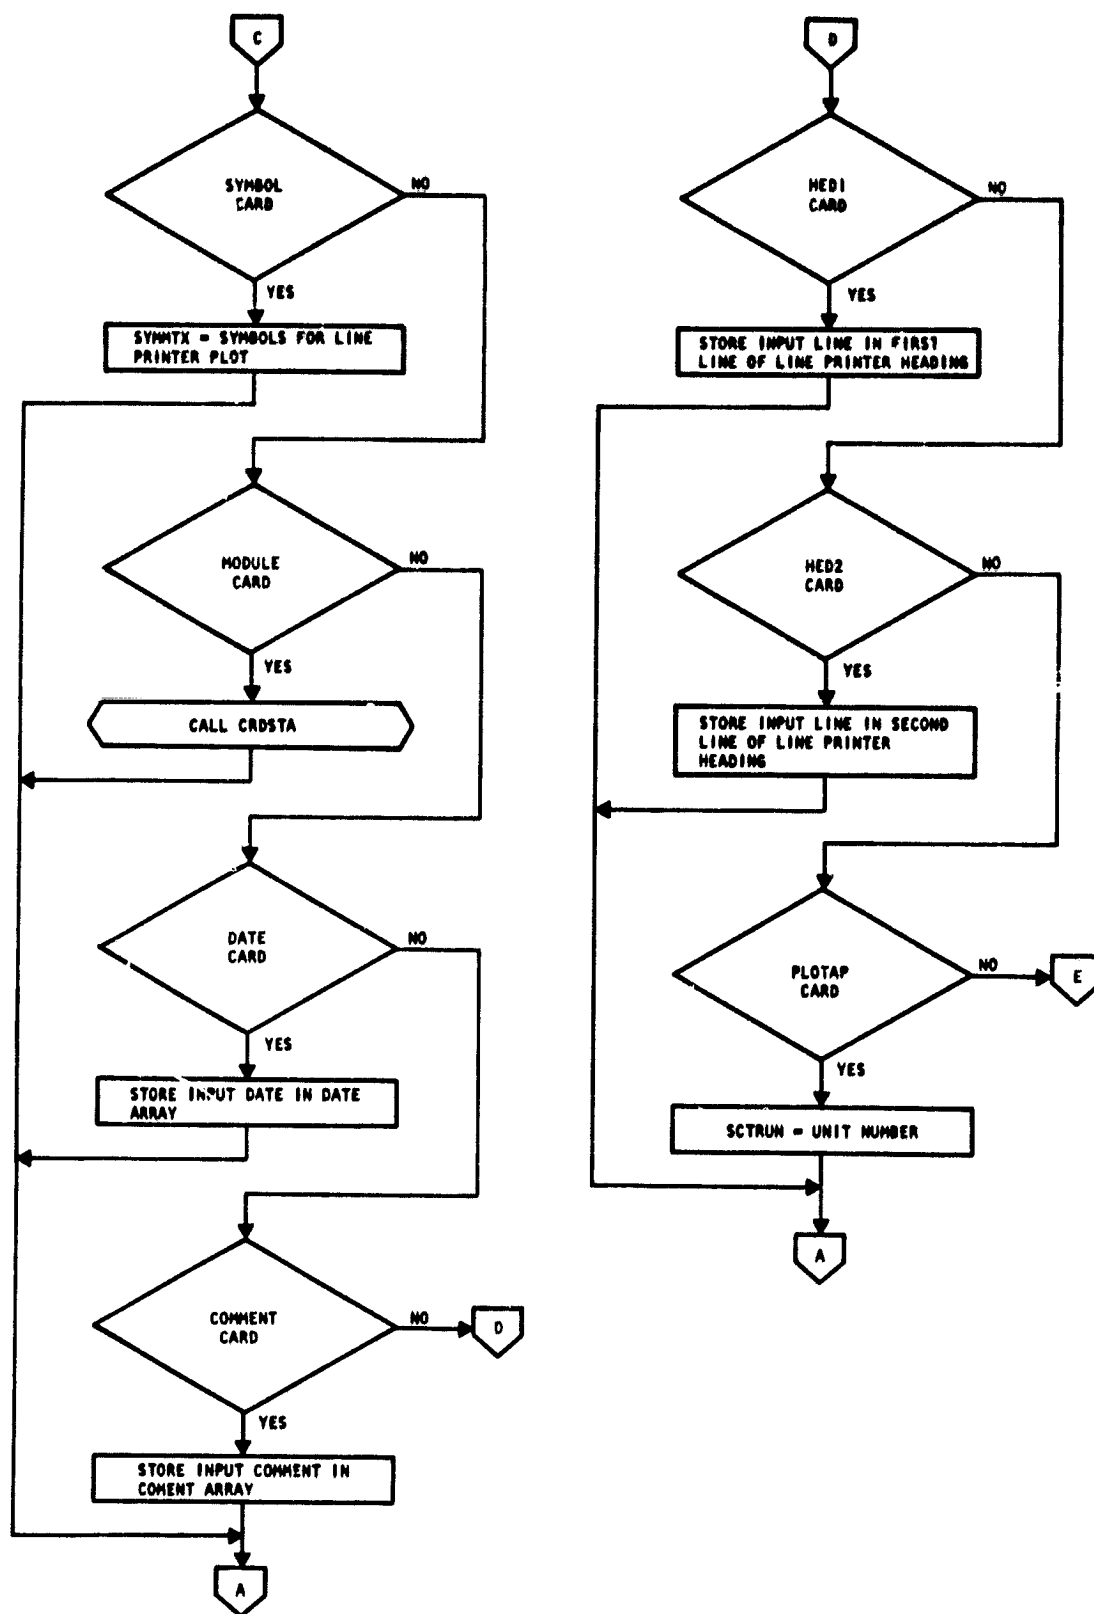 C
SYMBOL
CARD
NO
YES
SYMMTX = SYMBOLS FOR LINE
PRINTER PLOT
MODULE
CARD
NO
YES
CALL CRDSTA
DATE
CARD
NO
YES
STORE INPUT DATE IN DATE
ARRAY
COMMENT
CARD
NO
D
YES
STORE INPUT COMMENT IN
COMENT ARRAY
A
D
HED1
CARD
NO
YES
STORE INPUT LINE IN FIRST
LINE OF LINE PRINTER HEADING
HED2
CARD
NO
YES
STORE INPUT LINE IN SECOND
LINE OF LINE PRINTER
HEADING
PLOTAP
CARD
NO
E
YES
SCTRUN = UNIT NUMBER
A